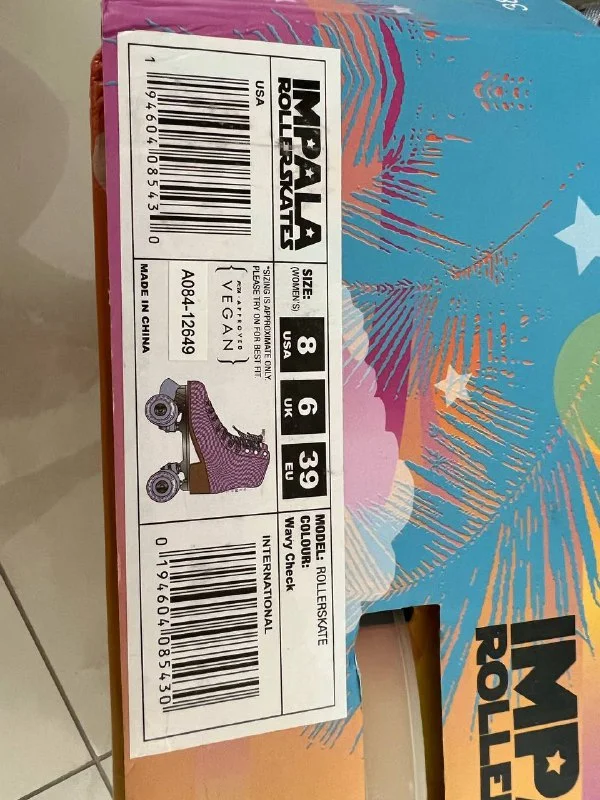 IMPALA
ROLLERSKATES
USA
1 94604 08543 0
SIZE:
(WOMEN'S)
8
USA
6
UK
39
EU
*SIZING IS APPROXIMATE ONLY.
PLEASE TRY ON FOR BEST FIT.
APPROVED
VEGAN
A084-12649
MADE IN CHINA
MODEL: ROLLERSKATE
COLOUR:
Wavy Check
INTERNATIONAL
0 194604 085430
IMP
ROLLE